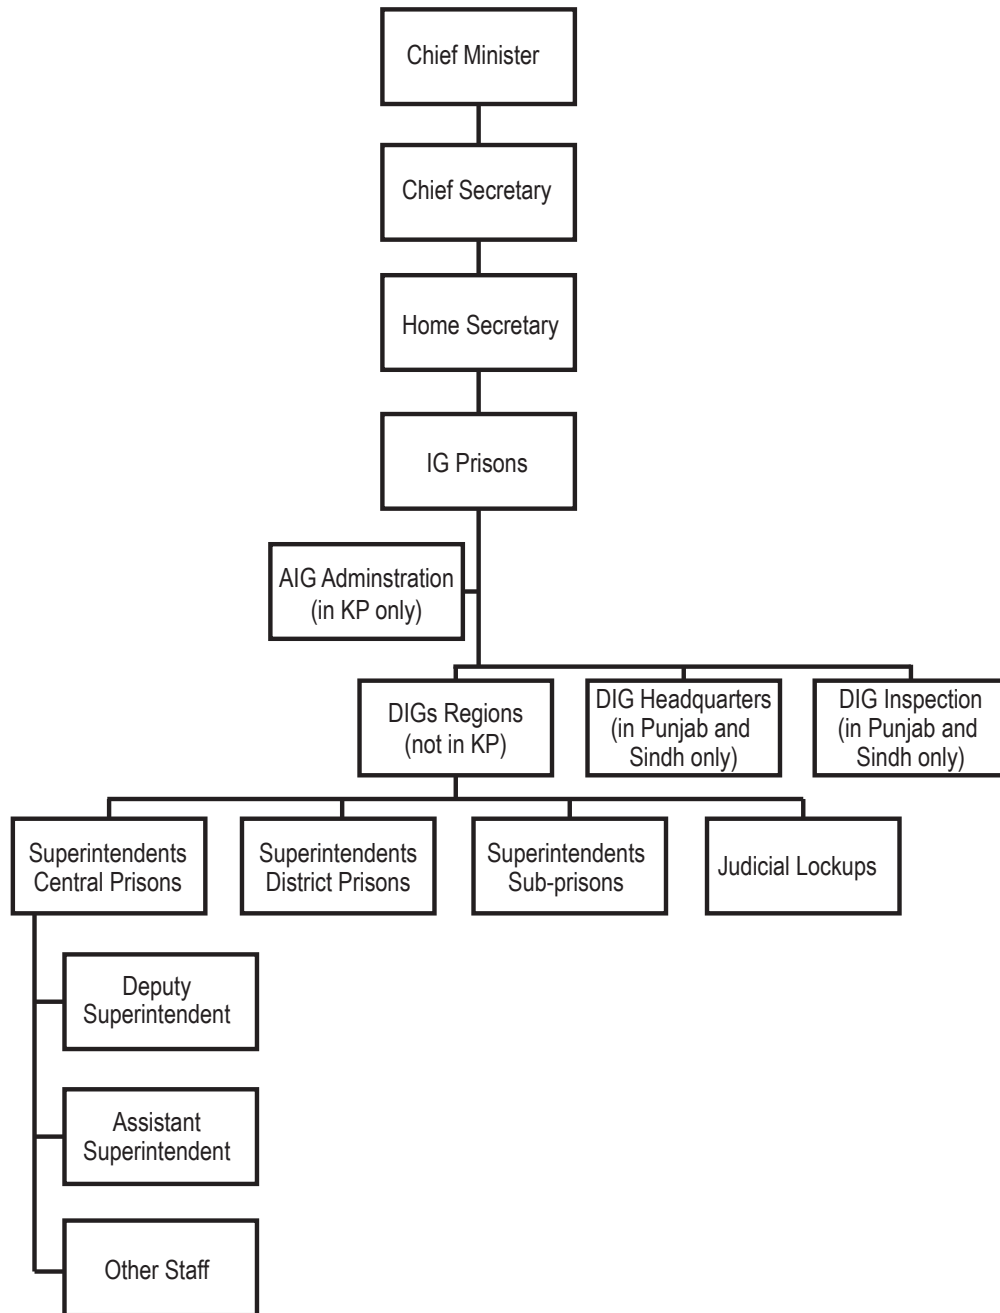 Chief Minister
Chief Secretary
Home Secretary
IG Prisons
AIG Adminstration
(in KP only)
DIGs Regions
(not in KP)
DIG Headquarters
(in Punjab and
Sindh only)
DIG Inspection
(in Punjab and
Sindh only)
Superintendents
Central Prisons
Superintendents
District Prisons
Superintendents
Sub-prisons
Judicial Lockups
Deputy
Superintendent
Assistant
Superintendent
Other Staff